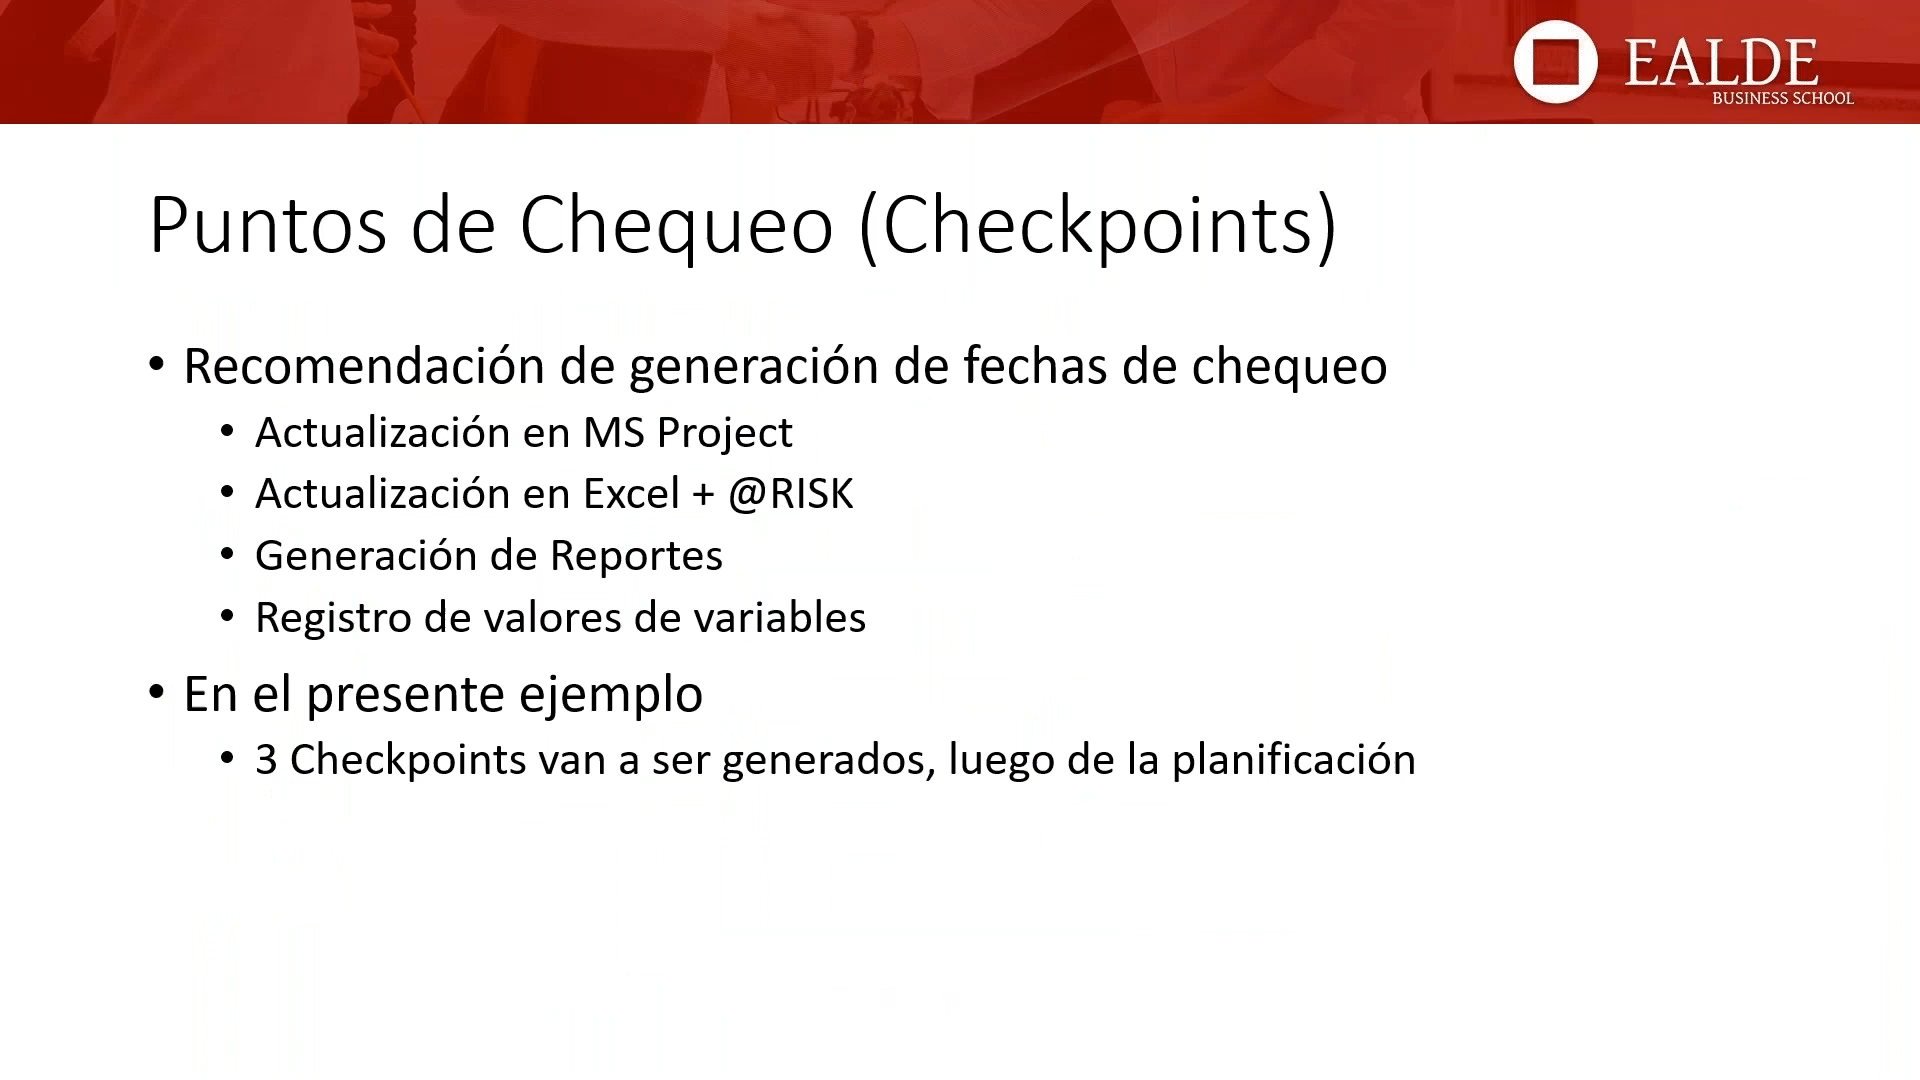 EALDE
BUSINESS SCHOOL
Puntos de Chequeo (Checkpoints)
• Recomendación de generación de fechas de chequeo
• Actualización en MS Project
• Actualización en Excel + @RISK
• Generación de Reportes
• Registro de valores de variables
• En el presente ejemplo
• 3 Checkpoints van a ser generados, luego de la planificación